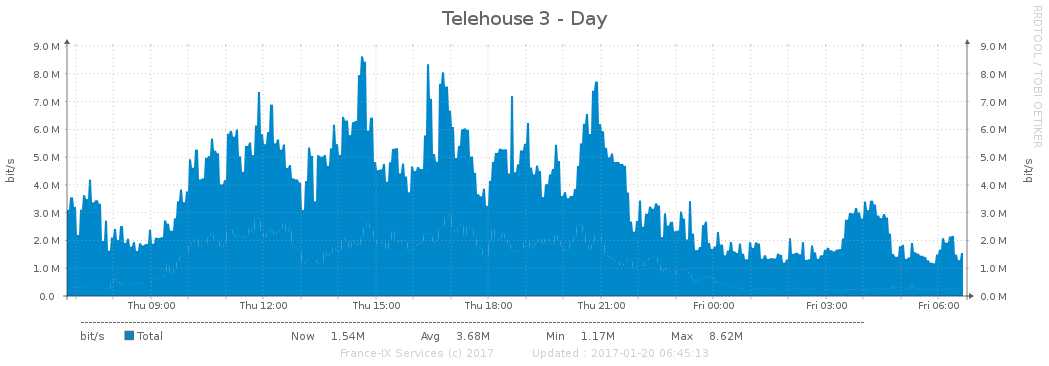 Telehouse 3 - Day
RRDTOOL / TOBI OETIKER
9.0 M 9.0 M
8.0 M 8.0 M
7.0 M 7.0 M
6.0 M 6.0 M
5.0 M 5.0 M
4.0 M 4.0 M
3.0 M 3.0 M
2.0 M 2.0 M
1.0 M 1.0 M
0.0 0.0 M
bit/s
bit/s
Thu 09:00 Thu 12:00 Thu 15:00 Thu 18:00 Thu 21:00 Fri 00:00 Fri 03:00 Fri 06:00
bit/s Total Now 1.54M Avg 3.68M Min 1.17M Max 8.62M
France-IX Services (c) 2017 Updated : 2017-01-20 06:45:13